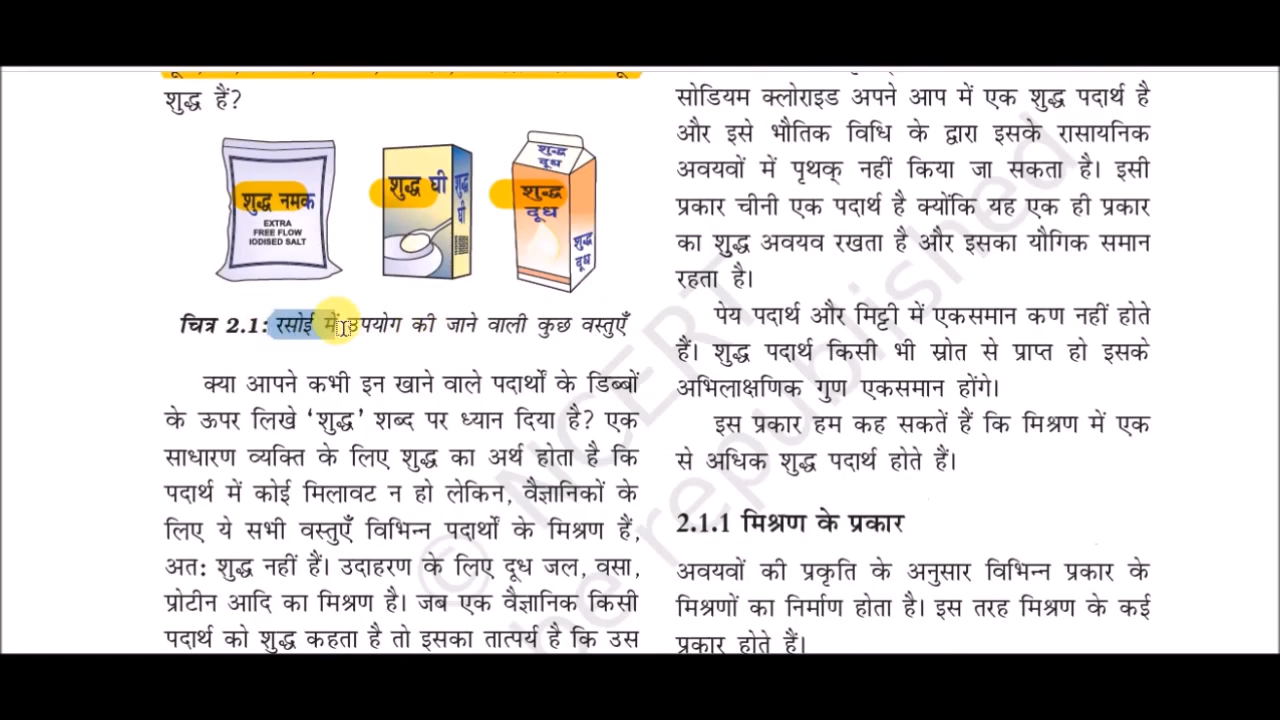 शुद्ध हैं?
शुद्ध नमक
EXTRA
FREE FLOW
IODISED SALT
शुद्ध घी
शुद्ध
घी
शुद्ध
दूध
शुद्ध
दूध
शुद्ध
दूध
चित्र 2.1: रसोई में उपयोग की जाने वाली कुछ वस्तुएँ
क्या आपने कभी इन खाने वाले पदार्थों के डिब्बों
के ऊपर लिखे ‘शुद्ध’ शब्द पर ध्यान दिया है? एक
साधारण व्यक्ति के लिए शुद्ध का अर्थ होता है कि
पदार्थ में कोई मिलावट न हो लेकिन, वैज्ञानिकों के
लिए ये सभी वस्तुएँ विभिन्न पदार्थों के मिश्रण हैं,
अतः शुद्ध नहीं हैं। उदाहरण के लिए दूध जल, वसा,
प्रोटीन आदि का मिश्रण है। जब एक वैज्ञानिक किसी
पदार्थ को शुद्ध कहता है तो इसका तात्पर्य है कि उस
सोडियम क्लोराइड अपने आप में एक शुद्ध पदार्थ है
और इसे भौतिक विधि के द्वारा इसके रासायनिक
अवयवों में पृथक् नहीं किया जा सकता है। इसी
प्रकार चीनी एक पदार्थ है क्योंकि यह एक ही प्रकार
का शुद्ध अवयव रखता है और इसका यौगिक समान
रहता है।
पेय पदार्थ और मिट्टी में एकसमान कण नहीं होते
हैं। शुद्ध पदार्थ किसी भी स्रोत से प्राप्त हो इसके
अभिलाक्षणिक गुण एकसमान होंगे।
इस प्रकार हम कह सकतें हैं कि मिश्रण में एक
से अधिक शुद्ध पदार्थ होते हैं।
2.1.1 मिश्रण के प्रकार
अवयवों की प्रकृति के अनुसार विभिन्न प्रकार के
मिश्रणों का निर्माण होता है। इस तरह मिश्रण के कई
प्रकार होते हैं।
© NCERT
be republished